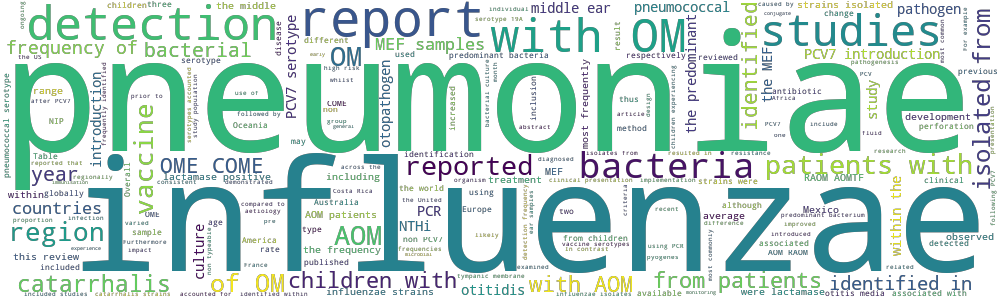 ongoing
children three
the middle
detection
frequency of bacterial
the US
disease
report
different
OM
MEF samples
early
high risk
used
whilst
individual
serotype 19A
middle ear
with OM
predominant bacteria
result
pneumococcal
respectively
reviewed
identified
caused by strains isolated
conjugate
change
pathogen
studies
PCV7 introduction
most common
for example
pneumoniae
pneumococcal serotype
range
after PCV7
NIP
introduction
frequently identified
prior to
vaccine
serotype
serotypes accounted
study population
use of
followed by
Oceania
PCV7 serotype
may
COME
non
group
general
otopathogen
increased
bacterial culture
month
inclusion
abstract
most frequently
thus
article
method
design
children experiencing
the predominant
the MEF
antibiotic
Africa
PCV7
one
include
pathogenesis
PCV
study
fluid
development
perforation
previous
isolated from
presentation
research
Table
reported that
year
regionally
immunisation
Overall
OME COME
lactamase positive
consistent
demonstrated
across the
identification
reported
diagnosed
MEF
isolates from
bacteria
resulted in
resistance
patients with
within
globally
countries
proportion
infection
region
this review
experience
included
varied
sample
Furthermore
impact
OME
influenzae
culture
age
non typeable
compared to
aetiology
pre
America
rate
France
type
including
Costa Rica
Australia
AOM patients
AOM
the frequency
published
the world
the United
PCR
NTHi
non PCV7
frequencies
microbial
organism
treatment
using
Europe
likely
detection frequency
ear samples
clinical presentation
implementation
strains were
two
from children
vaccine serotypes
in contrast
criteria
recent
using PCR
pyogenes
most commonly
although
average
difference
RAOM AOMTF
Mexico
predominant bacterium
improved
introduced
associated
AOM RAOM
within the
clinical
detected
observed
related
following PCV7
catarrhalis
of OM
children with
tympanic membrane
otitidis
examined
with AOM
from patients
identified in
included studies
catarrhalis strains
accounted for
identified within
influenzae strains
influenzae isolates
available
monitoring
were lactamase
otitis media
associated with